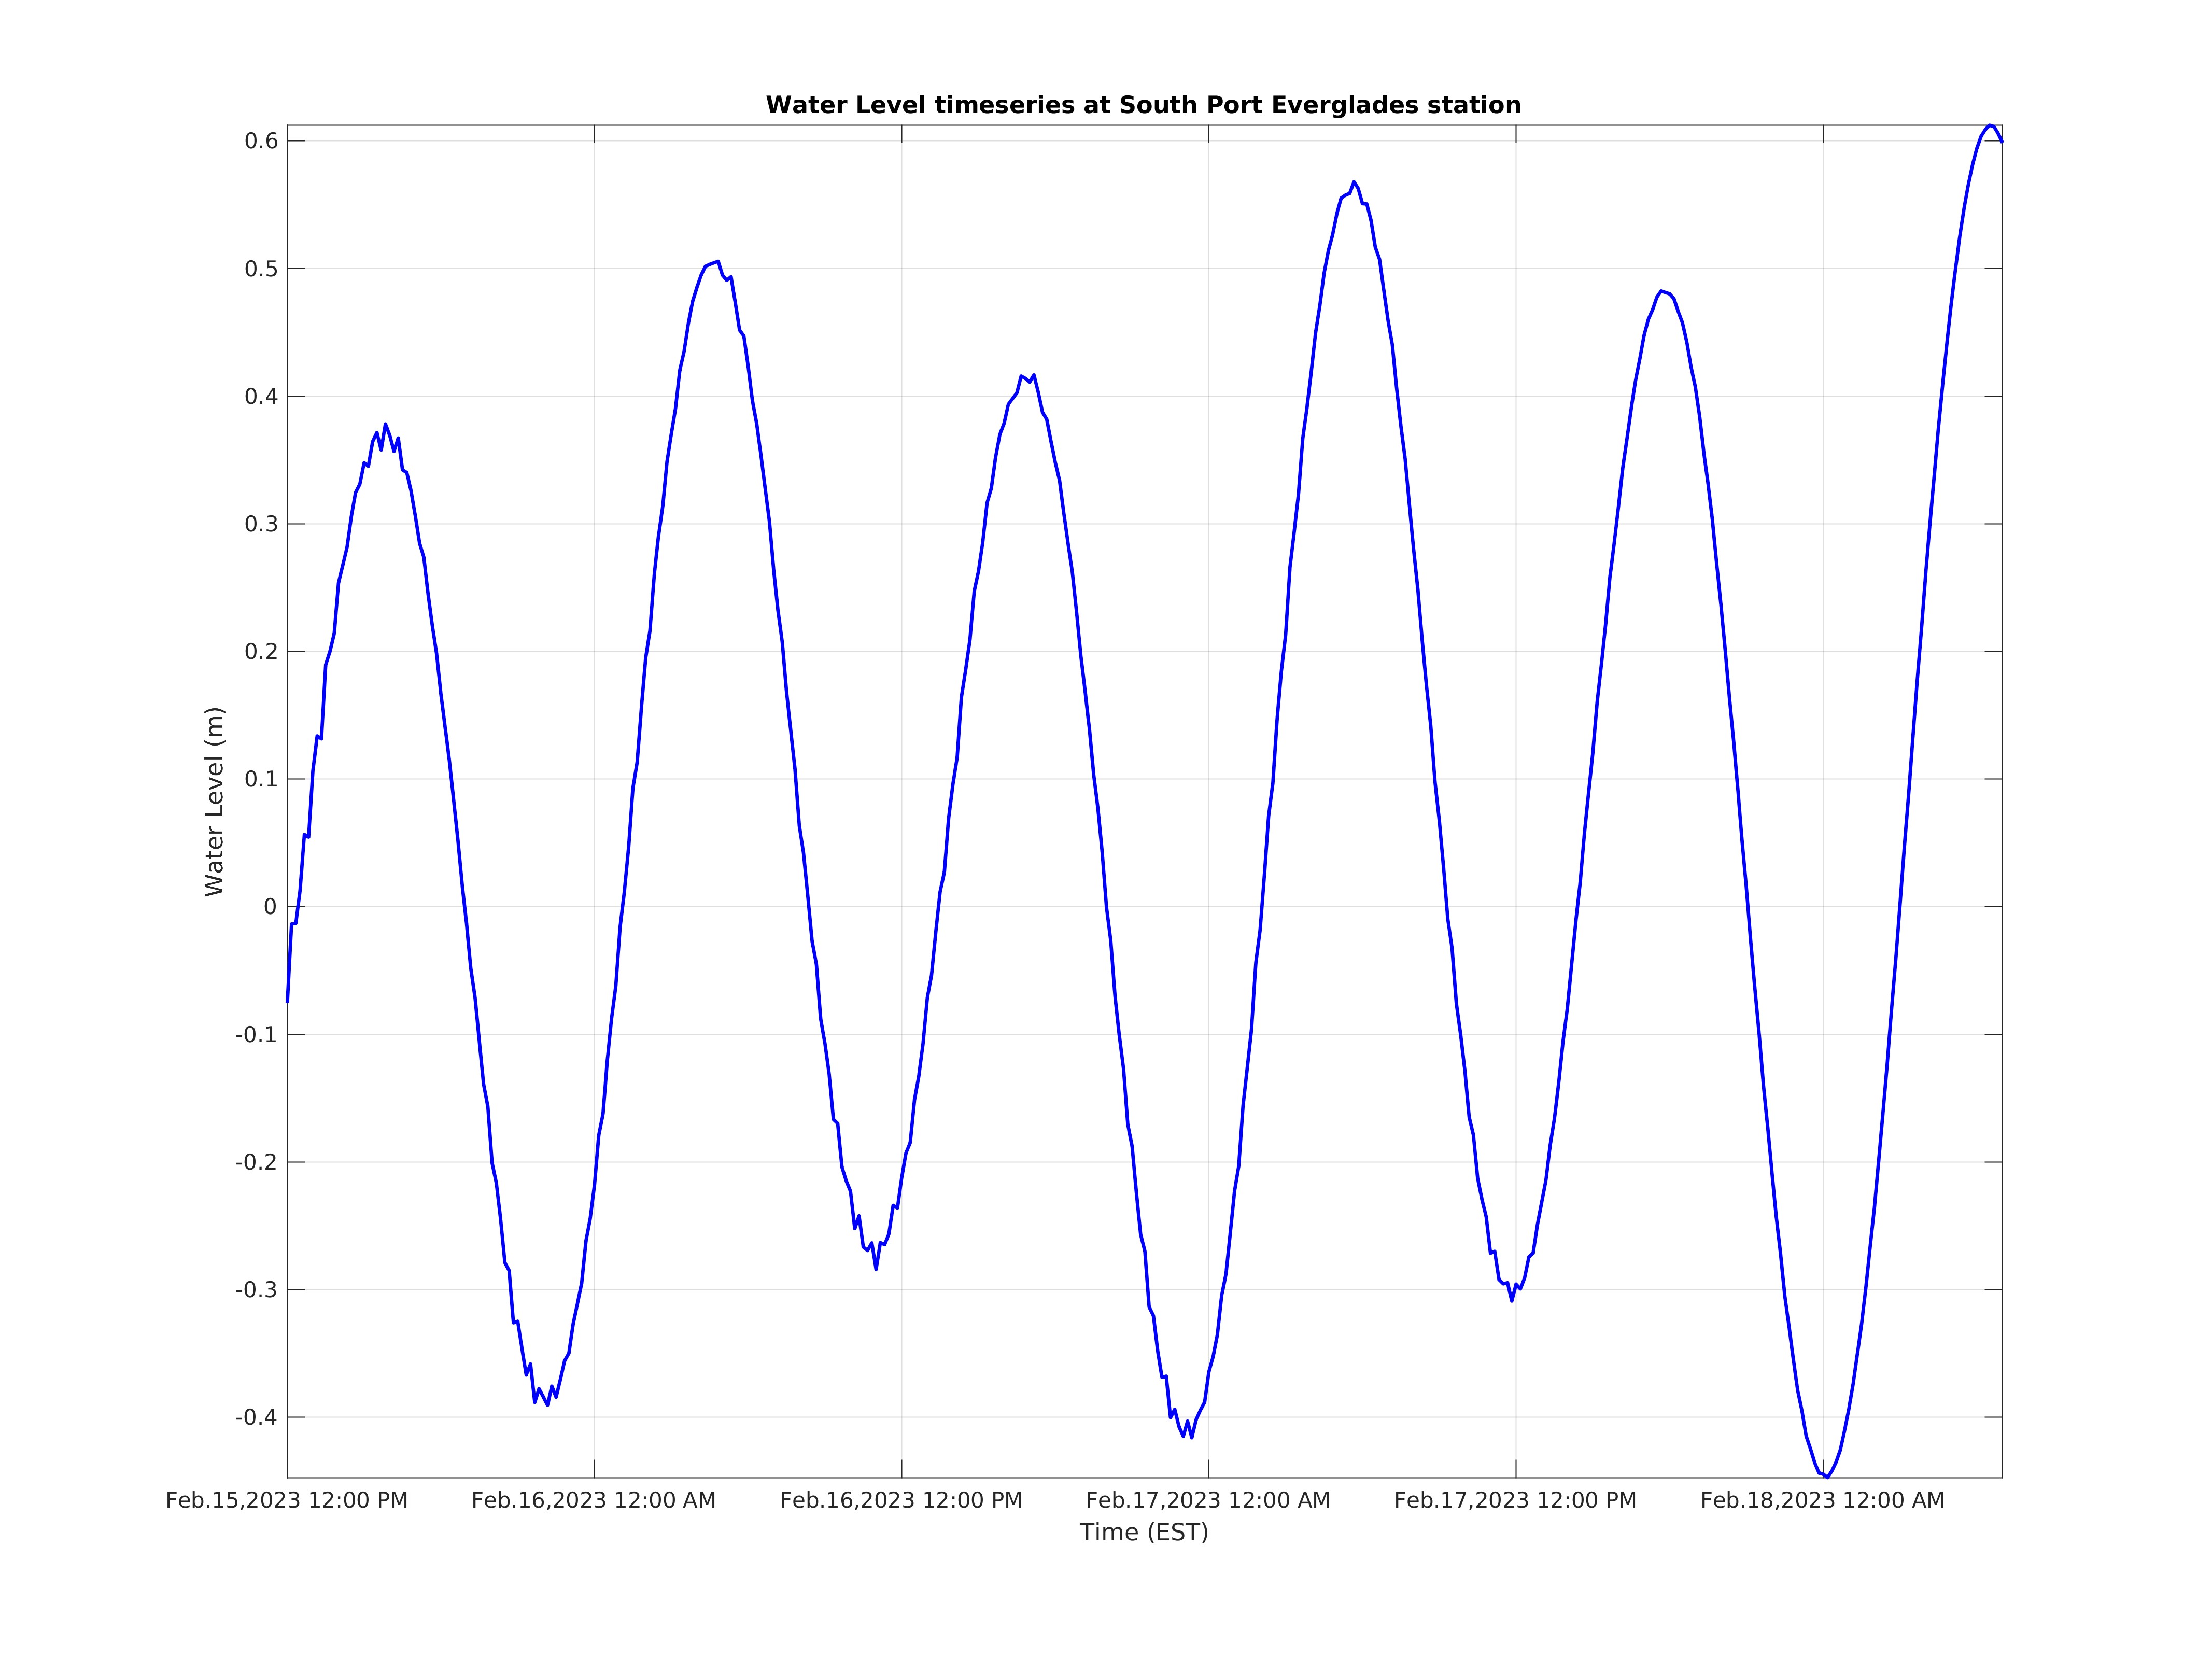 Water Level timeseries at South Port Everglades station
0.6
0.5
0.4
0.3
0.2
0.1
0
-0.1
-0.2
-0.3
-0.4
Water Level (m)
Feb.15,2023 12:00 PM
Feb.16,2023 12:00 AM
Feb.16,2023 12:00 PM
Feb.17,2023 12:00 AM
Feb.17,2023 12:00 PM
Feb.18,2023 12:00 AM
Time (EST)